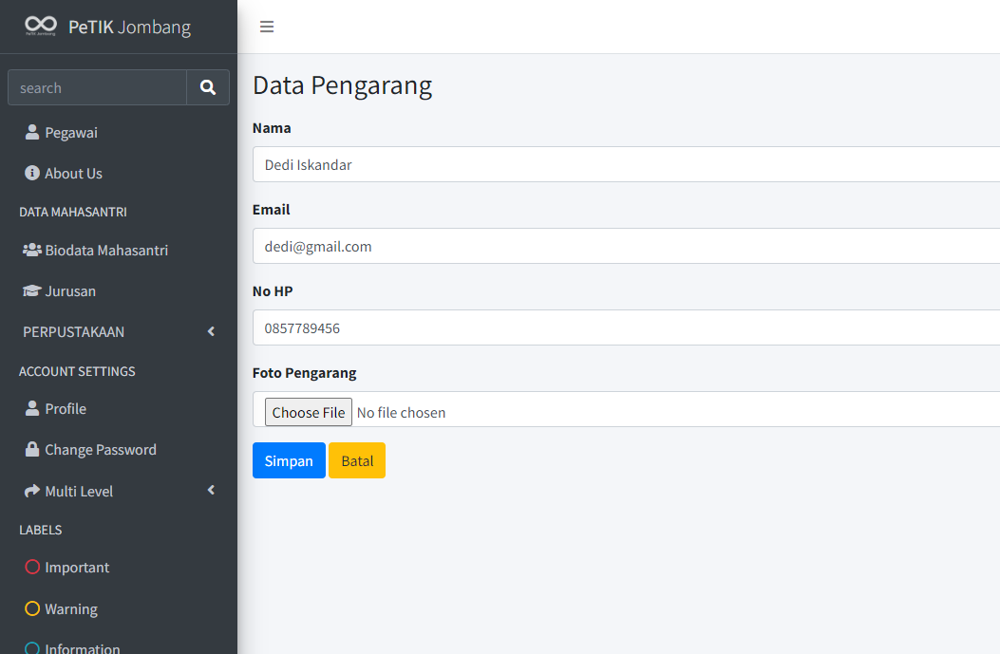 PeTIK Jombang
search
Pegawai
About Us
DATA MAHASANTRI
Biodata Mahasantri
Jurusan
PERPUSTAKAAN
ACCOUNT SETTINGS
Profile
Change Password
Multi Level
LABELS
Important
Warning
Information
Data Pengarang
Nama
Dedi Iskandar
Email
dedi@gmail.com
No HP
0857789456
Foto Pengarang
Choose File No file chosen
Simpan Batal